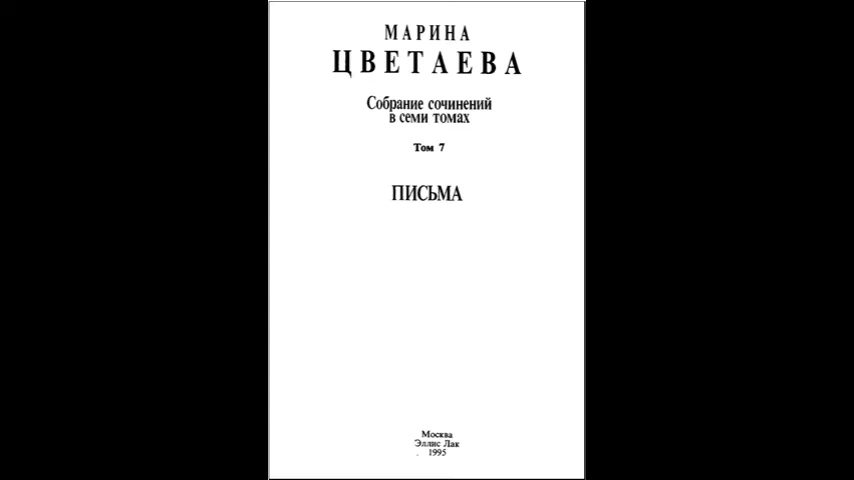 МАРИНА
ЦВЕТАЕВА
Собрание сочинений
в семи томах
Том 7
ПИСЬМА
Москва
Эллис Лак
1995